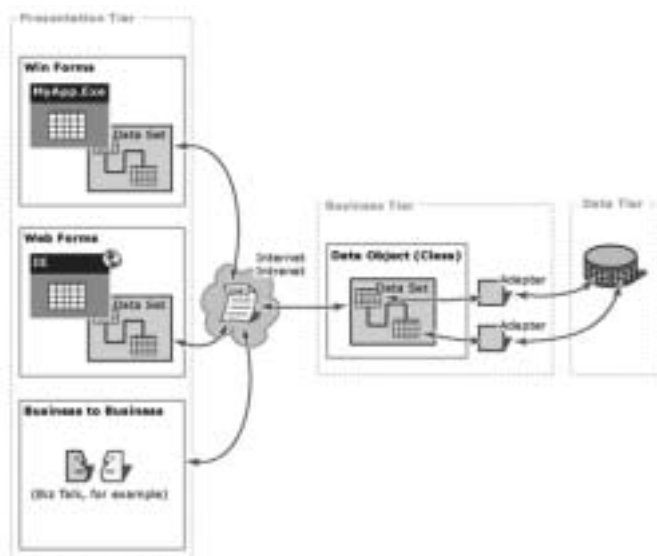 Presentation Tier
Win Forms
MyApp.Exe
Data Set
Web Forms
IE
Data Set
Business to Business
(Biz Talk, for example)
Internet
Intranet
XML
Business Tier
Data Object (Class)
Data Set
Adapter
Adapter
Data Tier